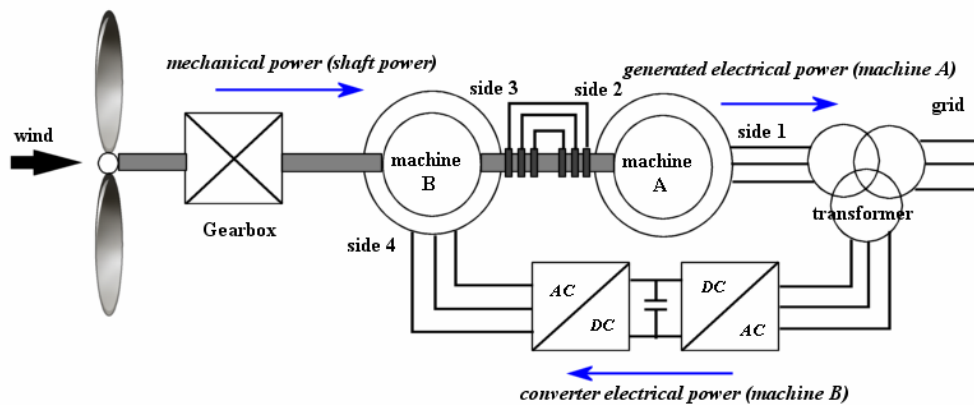 mechanical power (shaft power)
generated electrical power (machine A)
side 3
side 2
grid
side 1
wind
machine
B
machine
A
transformer
Gearbox
side 4
AC
DC
DC
AC
converter electrical power (machine B)